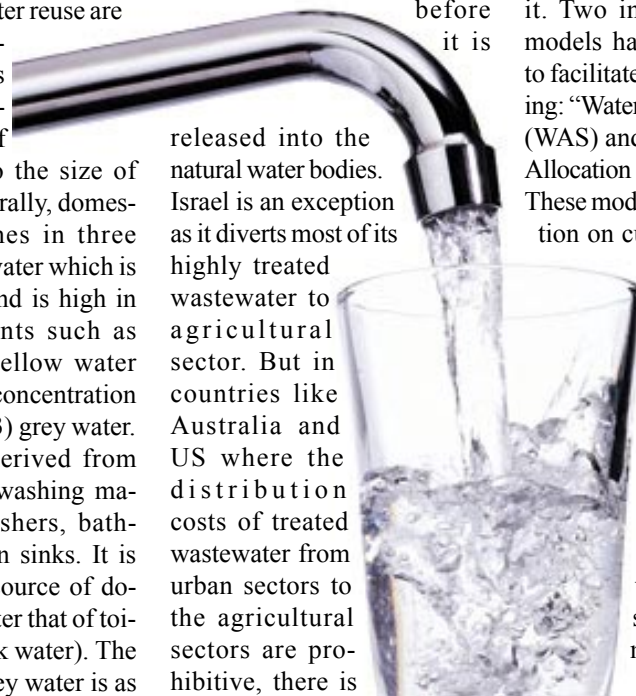 ter reuse are
-
s
-
f
o the size of
rally, domes-
nes in three
water which is
nd is high in
nts such as
ellow water
concentration
3) grey water.
erived from
washing ma-
shers, bath-
n sinks. It is
ource of do-
ter that of toi-
k water). The
ey water is as
before
it is
released into the
natural water bodies.
Israel is an exception
as it diverts most of its
highly treated
wastewater to
agricultural
sector. But in
countries like
Australia and
US where the
distribution
costs of treated
wastewater from
urban sectors to
the agricultural
sectors are pro-
hibitive, there is
it. Two in
models ha
to facilitate
ing: “Water
(WAS) and
Allocation
These mod
tion on cu